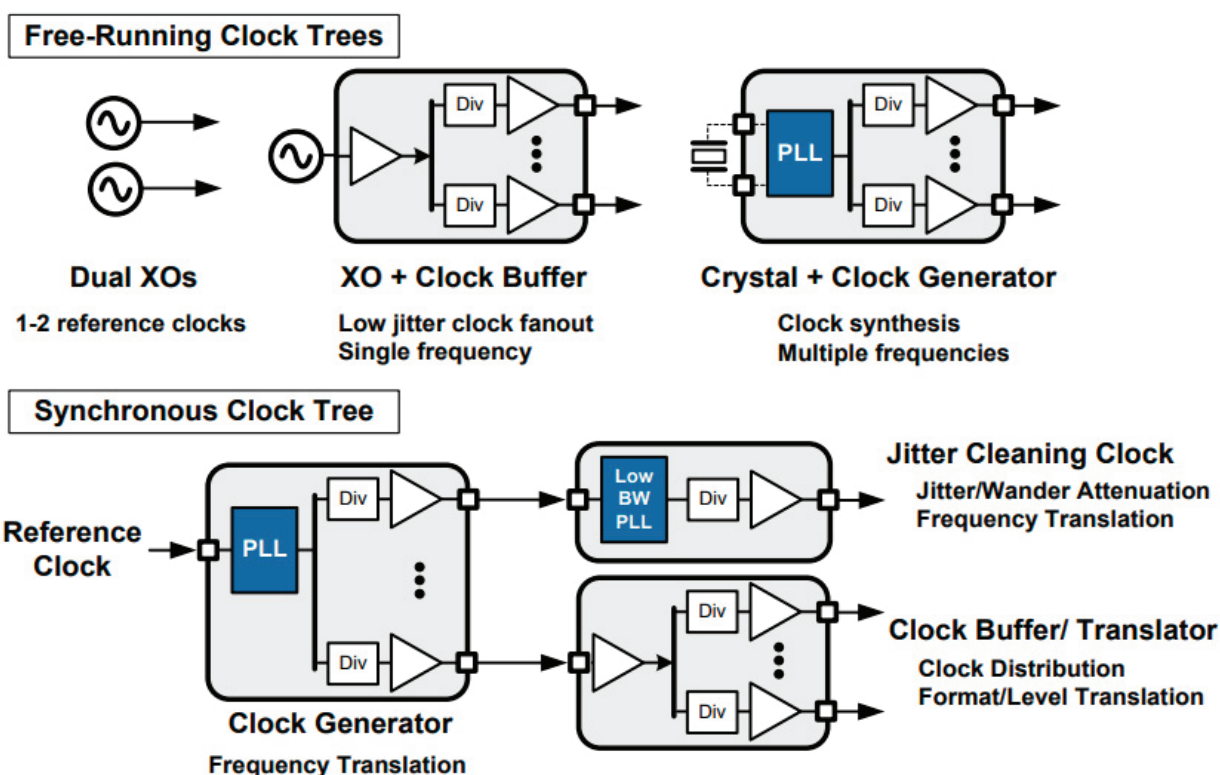 Free-Running Clock Trees
Div
Div
PLL
Div
Div
Dual XOs
XO + Clock Buffer
Crystal + Clock Generator
1-2 reference clocks
Low jitter clock fanout
Single frequency
Clock synthesis
Multiple frequencies
Synchronous Clock Tree
Reference
Clock
PLL
Div
Div
Clock Generator
Frequency Translation
Low
BW
PLL
Div
Jitter Cleaning Clock
Jitter/Wander Attenuation
Frequency Translation
Div
Div
Clock Buffer/ Translator
Clock Distribution
Format/Level Translation